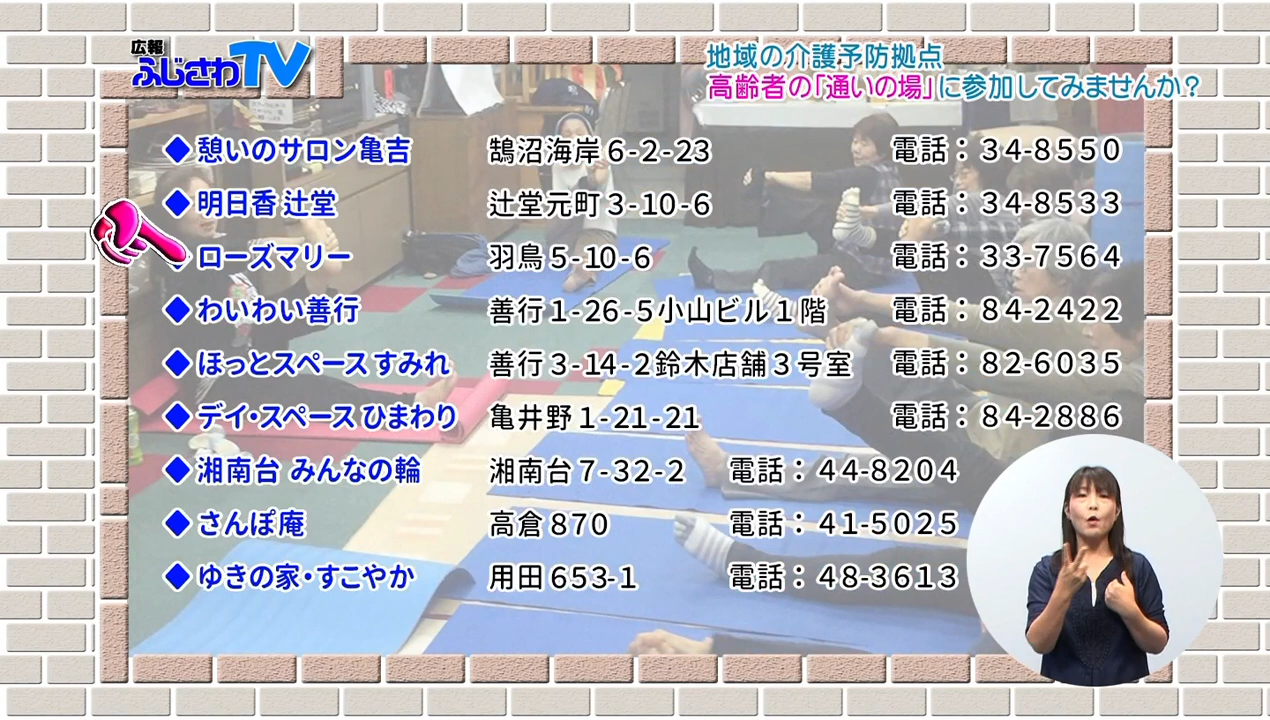 広報
ふじさわTV
地域の介護予防拠点
高齢者の「通いの場」に参加してみませんか?
◆憩いのサロン亀吉 鵠沼海岸6-2-23 電話:34-8550
◆明日香 辻堂 辻堂元町3-10-6 電話:34-8533
◆ローズマリー 羽鳥5-10-6 電話:33-7564
◆わいわい善行 善行1-26-5小山ビル1階 電話:84-2422
◆ほっとスペース すみれ 善行3-14-2鈴木店舗3号室 電話:82-6035
◆デイ・スペース ひまわり 亀井野1-21-21 電話:84-2886
◆湘南台 みんなの輪 湘南台7-32-2 電話:44-8204
◆さんぽ庵 高倉870 電話:41-5025
◆ゆきの家・すこやか 用田653-1 電話:48-3613